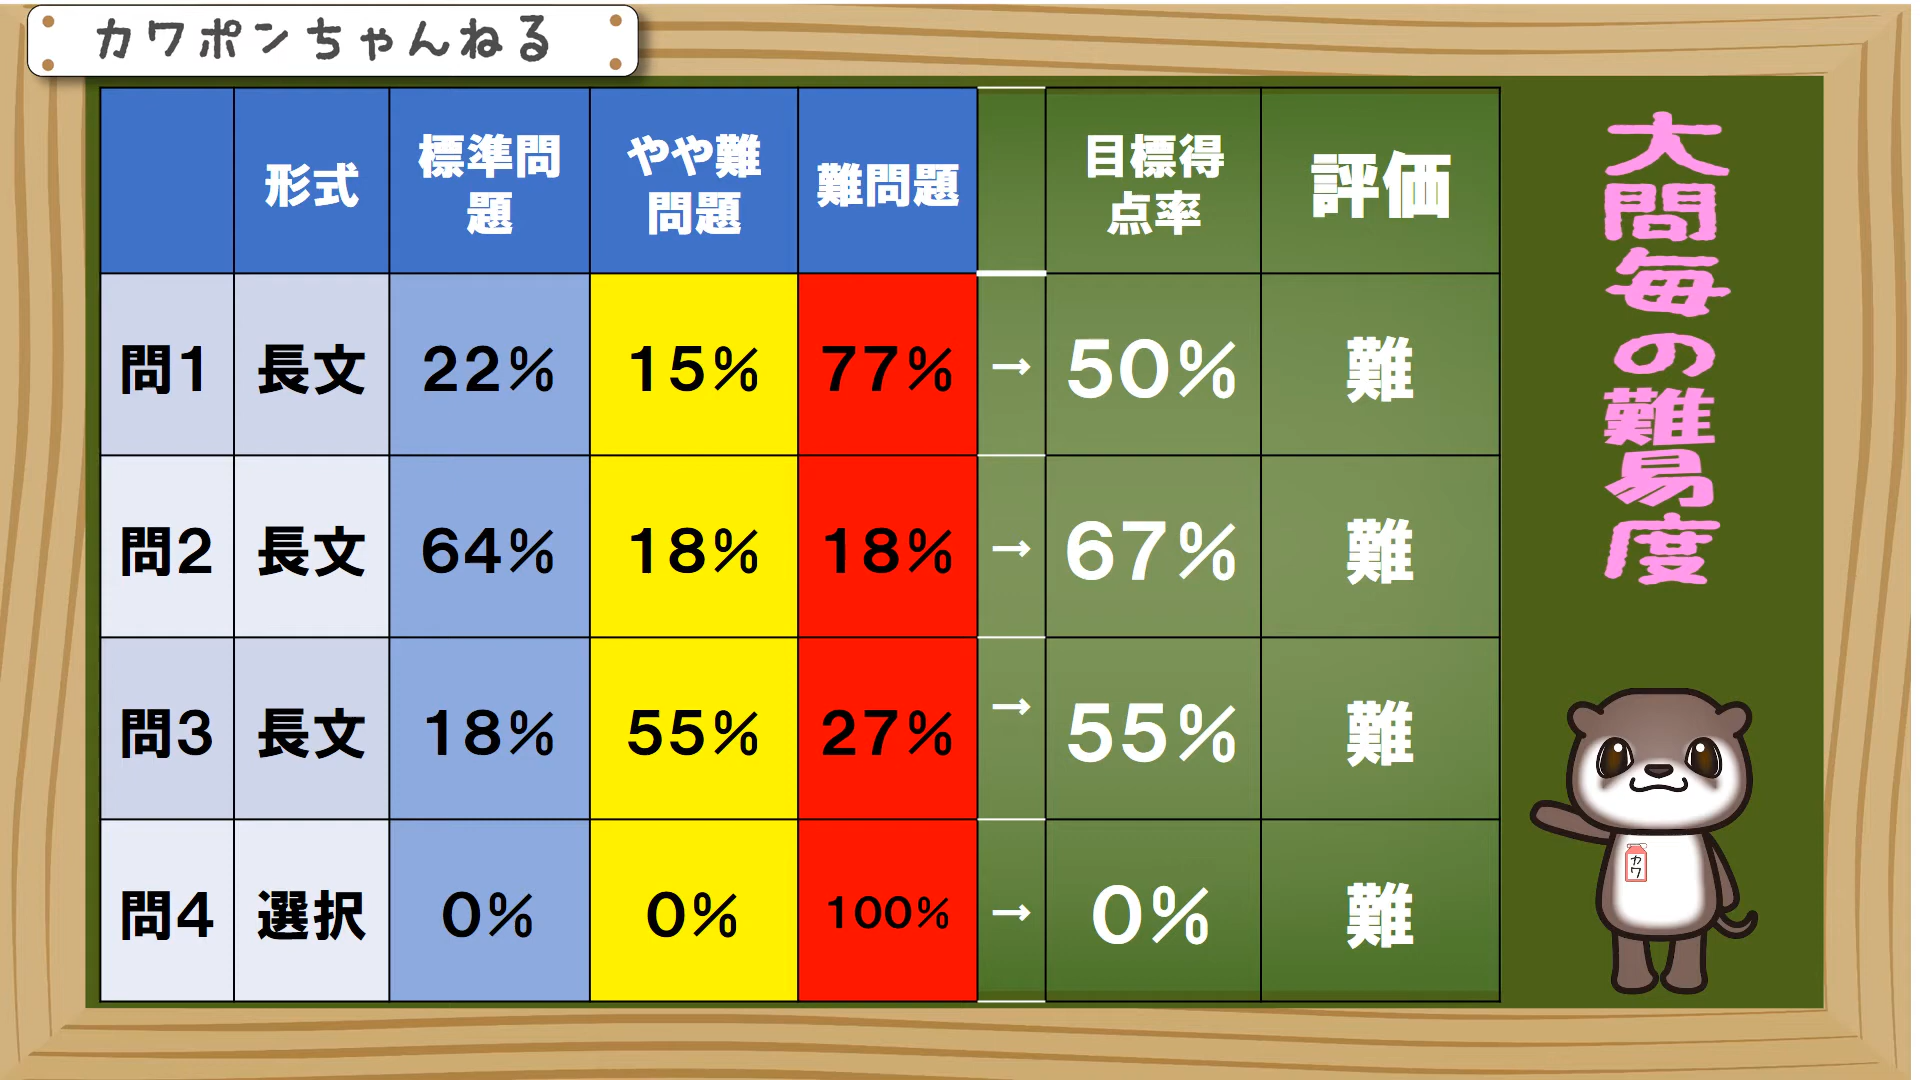 カワポンちゃんねる
形式 標準問題 やや難問題 難問題 目標得点率 評価
問1 長文 22% 15% 77% → 50% 難
問2 長文 64% 18% 18% → 67% 難
問3 長文 18% 55% 27% → 55% 難
問4 選択 0% 0% 100% → 0% 難
大問毎の難易度
カワ